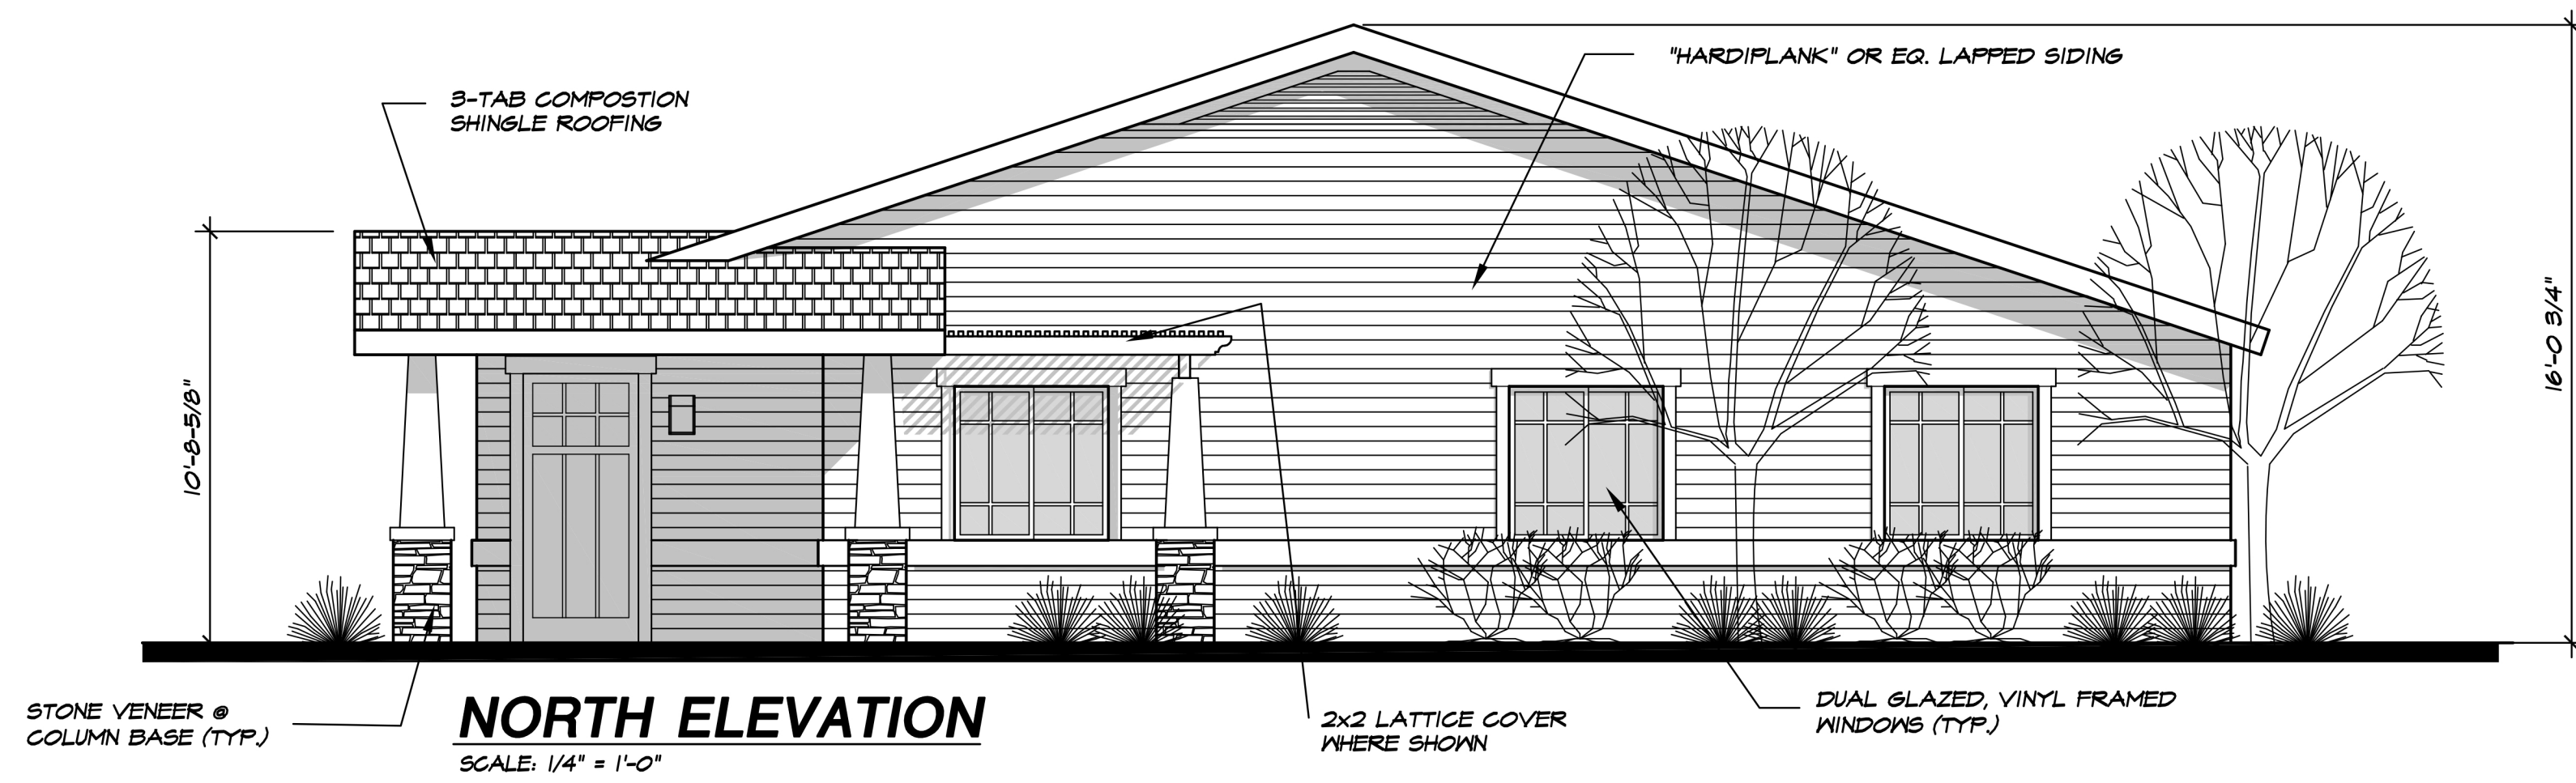 "HARDIPLANK" OR EQ. LAPPED SIDING
3-TAB COMPOSTION
SHINGLE ROOFING
10'-8-5/8"
16'-0 3/4"
STONE VENEER @
COLUMN BASE (TYP.)
NORTH ELEVATION
SCALE: 1/4" = 1'-0"
2x2 LATTICE COVER
WHERE SHOWN
DUAL GLAZED, VINYL FRAMED
WINDOWS (TYP.)